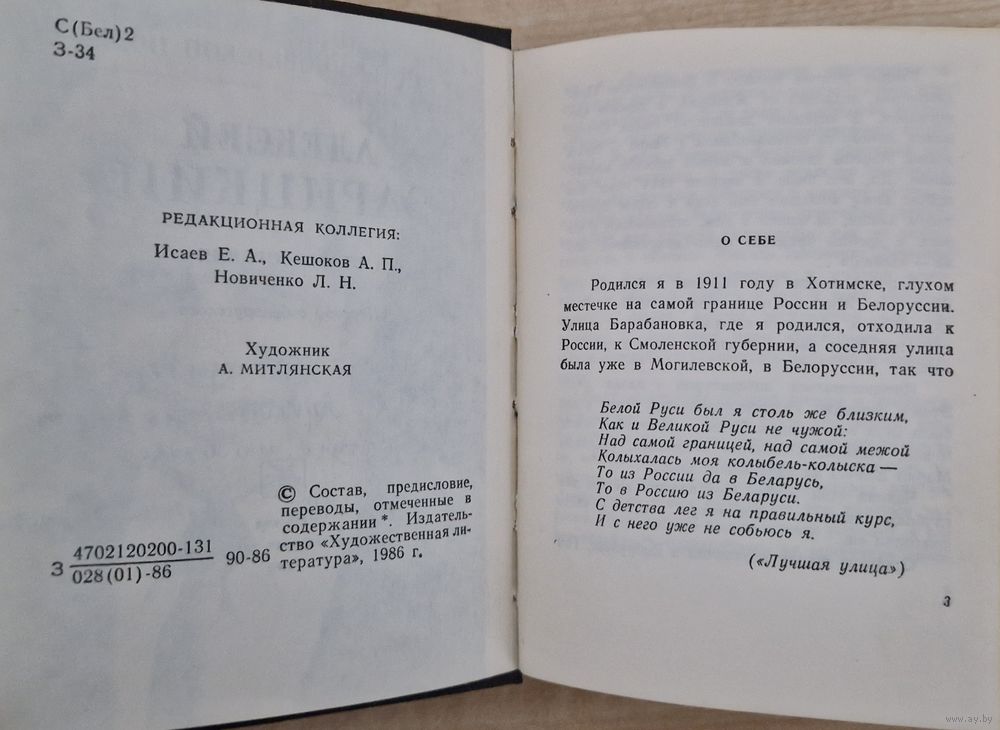 С(Бел)2
З-34
РЕДАКЦИОННАЯ КОЛЛЕГИЯ:
Исаев Е. А., Кешоков А. П.,
Новиченко Л. Н.
Художник
А. МИТЛЯНСКАЯ
© Состав, предисловие,
переводы, отмеченные в
содержании *. Издатель-
ство «Художественная ли-
тература», 1986 г.
З 4702120200-131
028(01)-86
90-86
О СЕБЕ
Родился я в 1911 году в Хотимске, глухом
местечке на самой границе России и Белоруссии.
Улица Барабановка, где я родился, отходила к
России, к Смоленской губернии, а соседняя улица
была уже в Могилевской, в Белоруссии, так что
Белой Руси был я столь же близким,
Как и Великой Руси не чужой:
Над самой границей, над самой межой
Колыхалась моя колыбель-колыска —
То из России да в Беларусь,
То в Россию из Беларуси.
С детства лег я на правильный курс,
И с него уже не собьюсь я.
(«Лучшая улица»)
3
www.ay.by